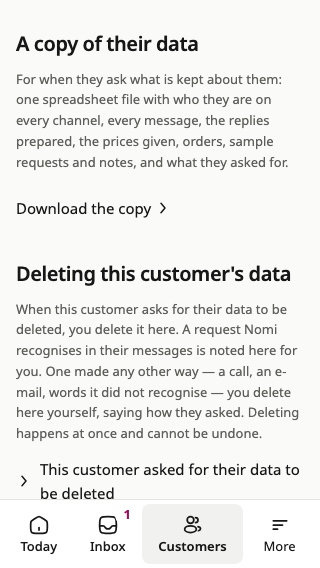 A copy of their data
For when they ask what is kept about them:
one spreadsheet file with who they are on
every channel, every message, the replies
prepared, the prices given, orders, sample
requests and notes, and what they asked for.
Download the copy
Deleting this customer's data
When this customer asks for their data to be
deleted, you delete it here. A request Nomi
recognises in their messages is noted here for
you. One made any other way — a call, an e-
mail, words it did not recognise — you delete
here yourself, saying how they asked. Deleting
happens at once and cannot be undone.
This customer asked for their data to
be deleted
1
Today Inbox Customers More